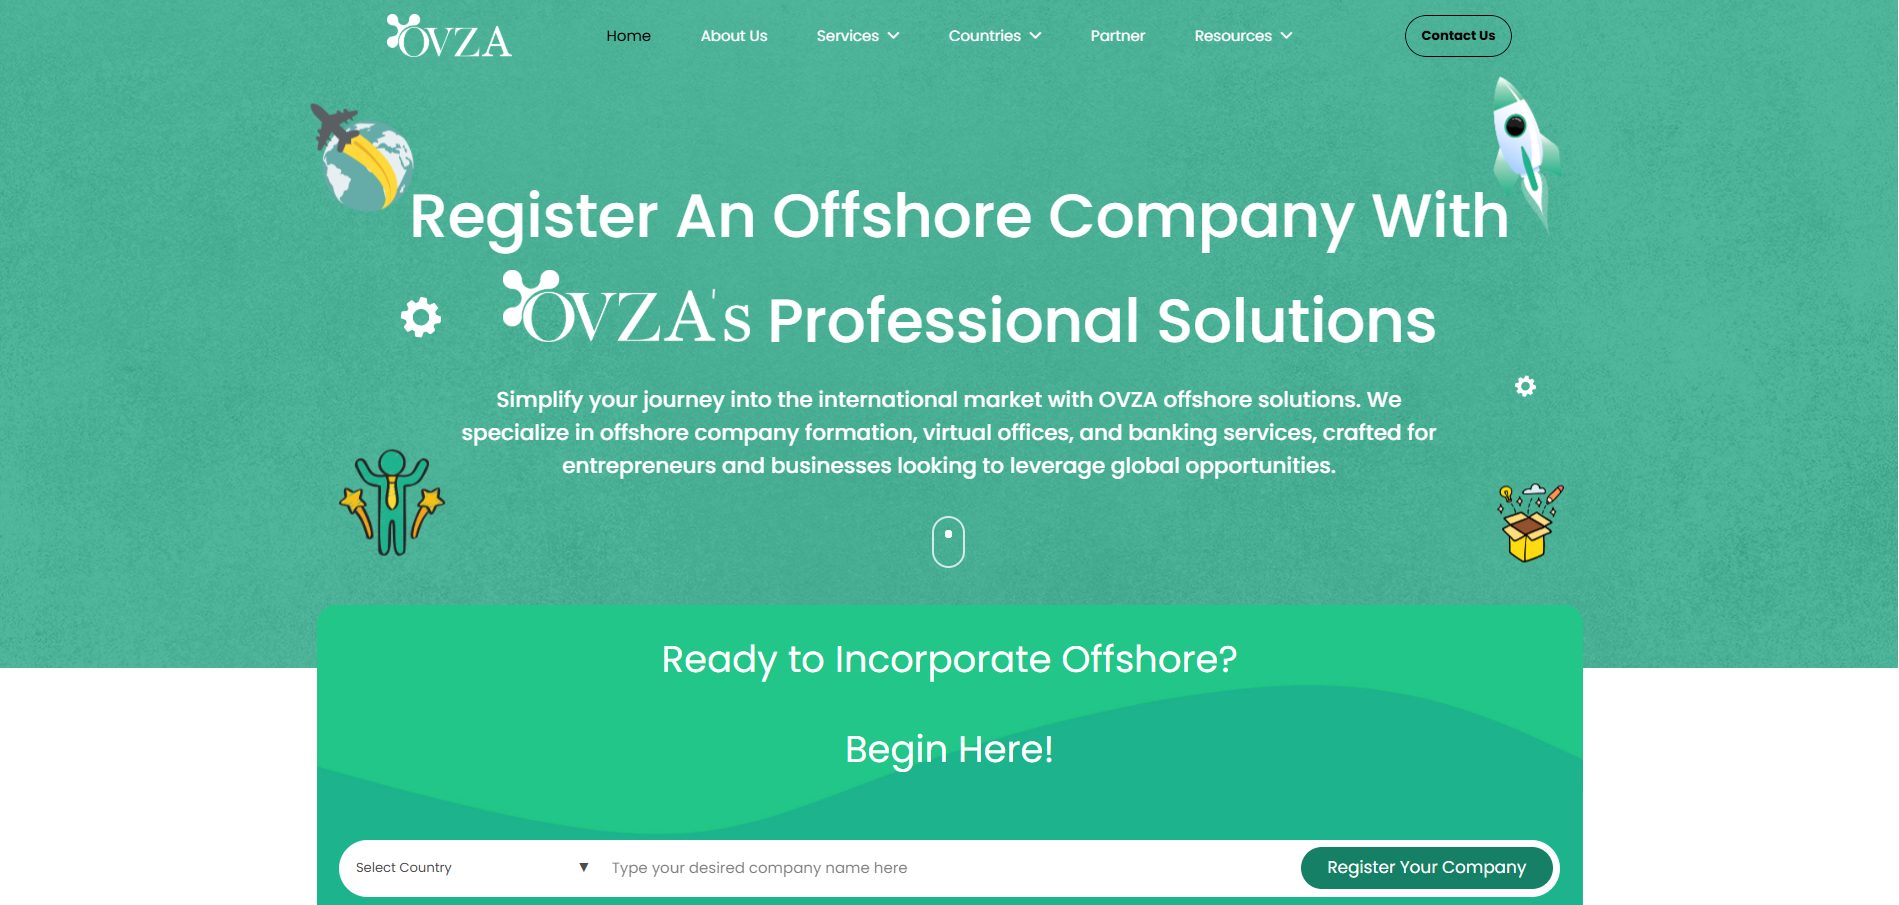 OVZA
Home
About Us
Services
Countries
Partner
Resources
Contact Us
Register An Offshore Company With
OVZA's Professional Solutions
Simplify your journey into the international market with OVZA offshore solutions. We
specialize in offshore company formation, virtual offices, and banking services, crafted for
entrepreneurs and businesses looking to leverage global opportunities.
Ready to Incorporate Offshore?
Begin Here!
Select Country
Type your desired company name here
Register Your Company